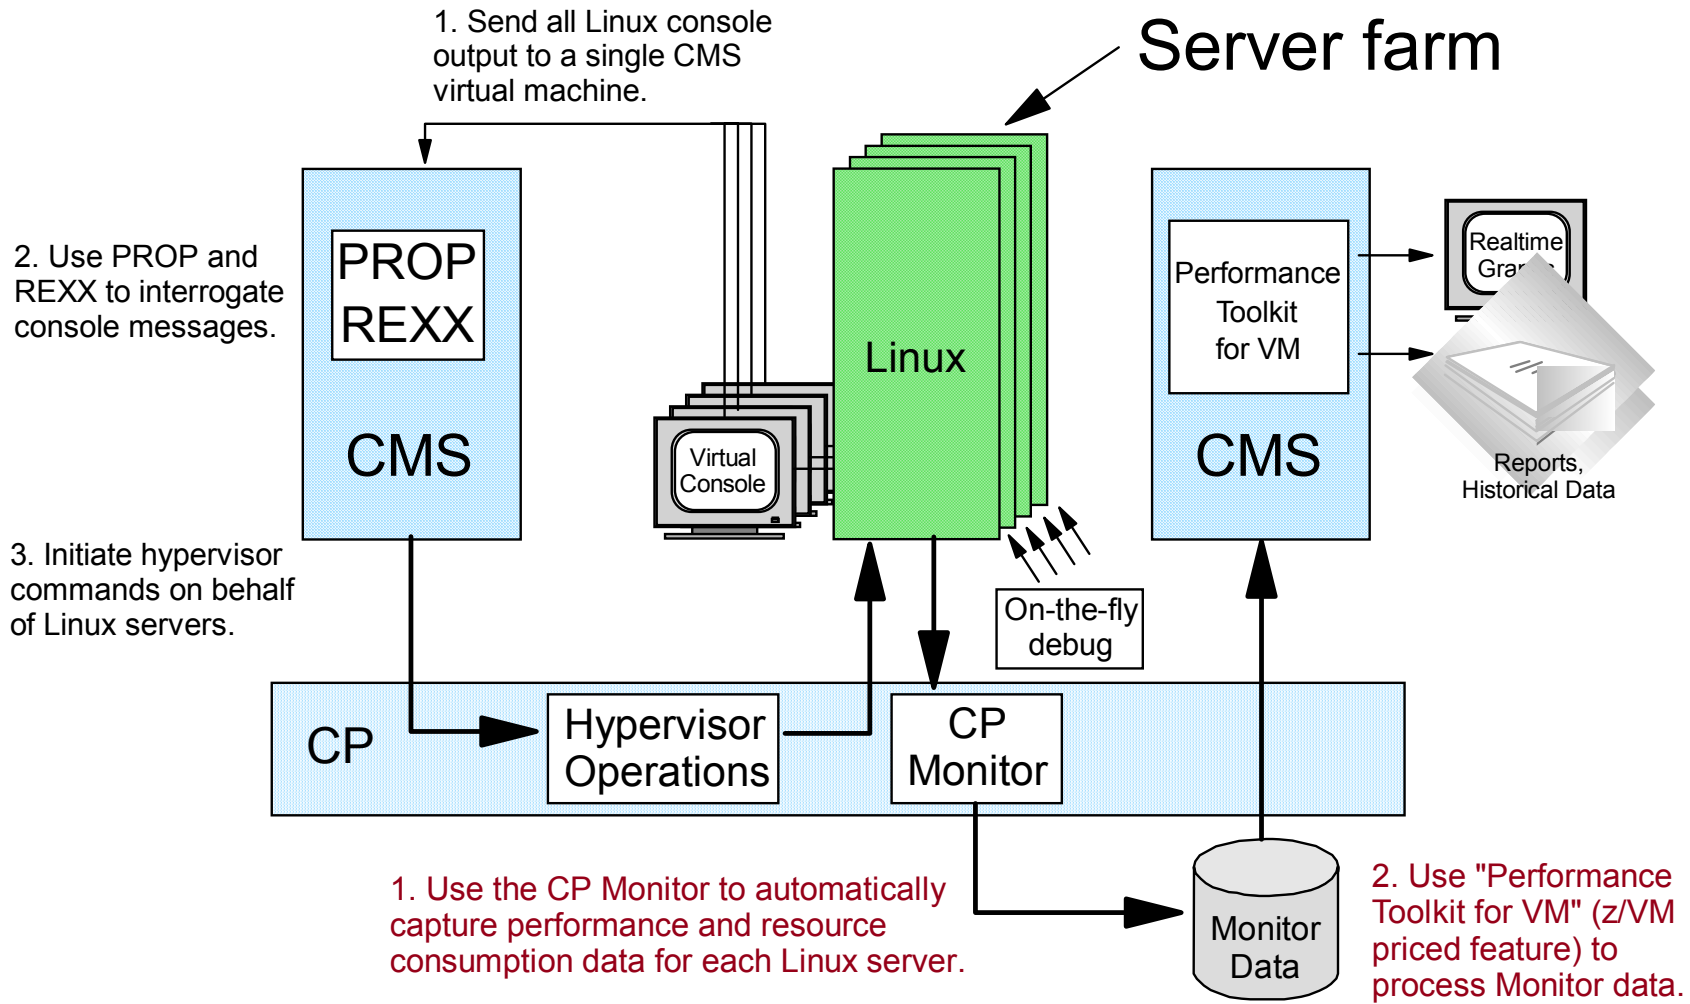 1. Send all Linux console
output to a single CMS
virtual machine.
Server farm
2. Use PROP and
REXX to interrogate
console messages.
PROP
REXX
CMS
Virtual
Console
Linux
Performance
Toolkit
for VM
CMS
Realtime
Reports,
Historical Data
3. Initiate hypervisor
commands on behalf
of Linux servers.
On-the-fly
debug
CP
Hypervisor
Operations
CP
Monitor
1. Use the CP Monitor to automatically
capture performance and resource
consumption data for each Linux server.
Monitor
Data
2. Use "Performance
Toolkit for VM" (z/VM
priced feature) to
process Monitor data.